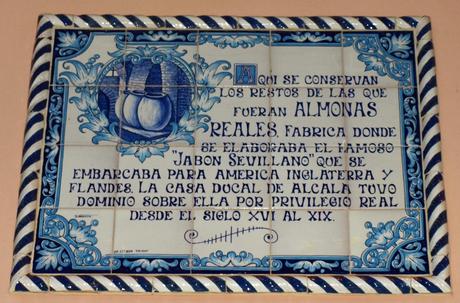 AQUI SE CONSERVAN
LOS RESTOS DE LAS QUE
FUERAN ALMONAS
REALES, FABRICA DONDE
SE ELABORABA EL FAMOSO
"JABON SEVILLANO" QUE SE
EMBARCABA PARA AMERICA INGLATERRA Y
FLANDES. LA CASA DUCAL DE ALCALA TUVO
DOMINIO SOBRE ELLA POR PRIVILEGIO REAL
DESDE EL SIGLO XVI AL XIX.